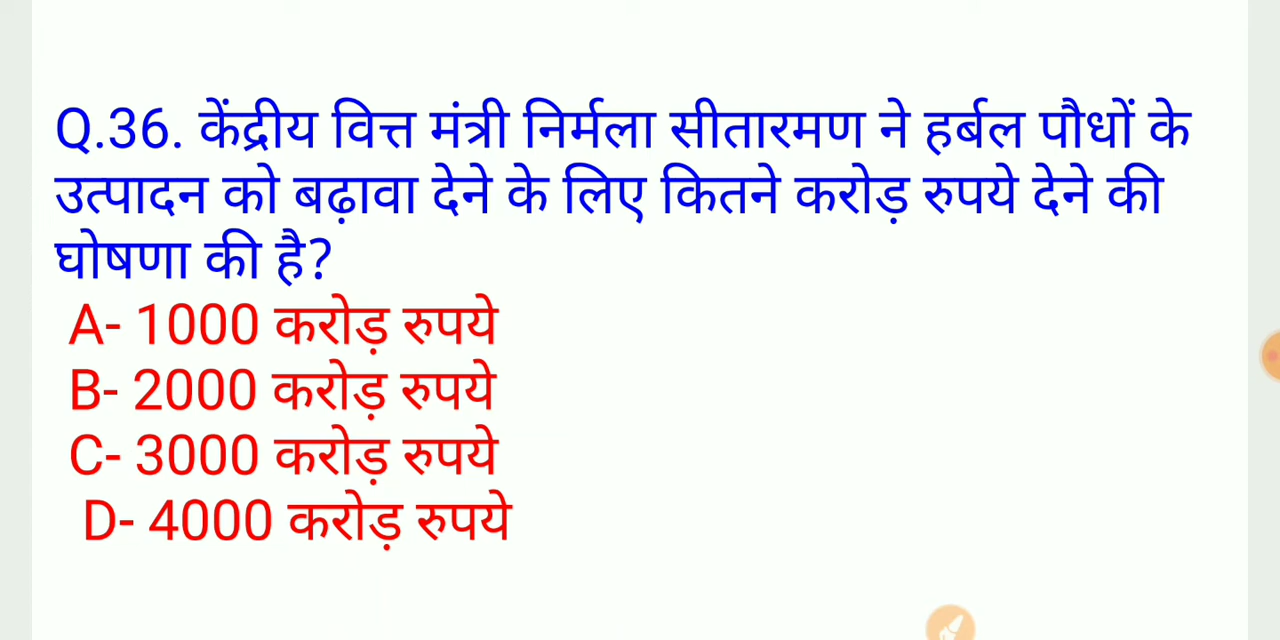 Q.36. केंद्रीय वित्त मंत्री निर्मला सीतारमण ने हर्बल पौधों के
उत्पादन को बढ़ावा देने के लिए कितने करोड़ रुपये देने की
घोषणा की है?
A- 1000 करोड़ रुपये
B- 2000 करोड़ रुपये
C- 3000 करोड़ रुपये
D- 4000 करोड़ रुपये